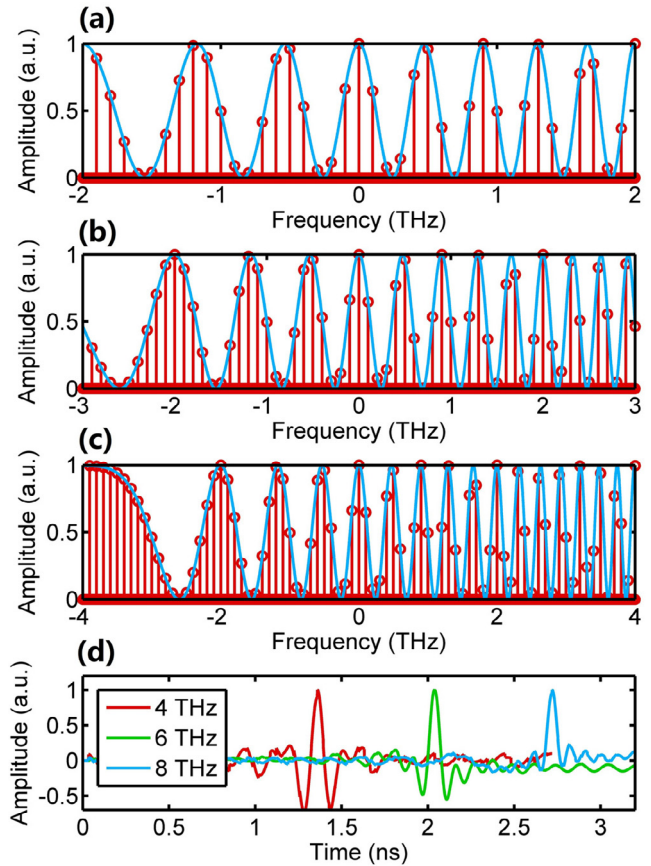 (a)
Amplitude (a.u.)
1
0.5
0
-2 -1 0 1 2
Frequency (THz)
(b)
Amplitude (a.u.)
1
0.5
0
-3 -2 -1 0 1 2 3
Frequency (THz)
(c)
Amplitude (a.u.)
1
0.5
0
-4 -2 0 2 4
Frequency (THz)
(d)
Amplitude (a.u.)
1
0.5
0
-0.5
4 THz
6 THz
8 THz
0 0.5 1 1.5 2 2.5 3
Time (ns)